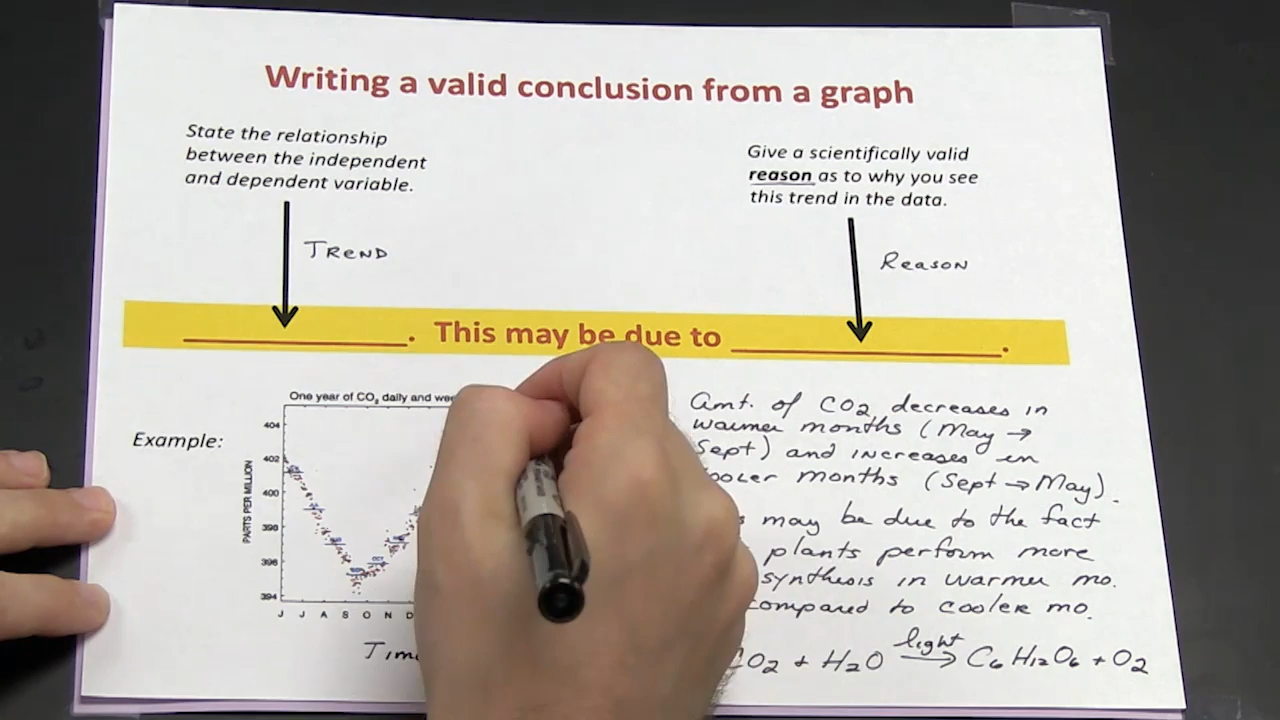 Writing a valid conclusion from a graph
State the relationship
between the independent
and dependent variable.
Give a scientifically valid
reason as to why you see
this trend in the data.
TREND
Reason
. This may be due to .
Example:
One year of CO₂ daily and
404
402
400
398
396
394
PARTS PER MILLION
J J A S O N D
Amt. of CO2 decreases in
warmer months (May →
Sept) and increases in
months (Sept → May).
may be due to the fact
plants perform more
synthesis in warmer mo.
compared to cooler mo.
CO2 + H2O light → C6H12O6 + O2